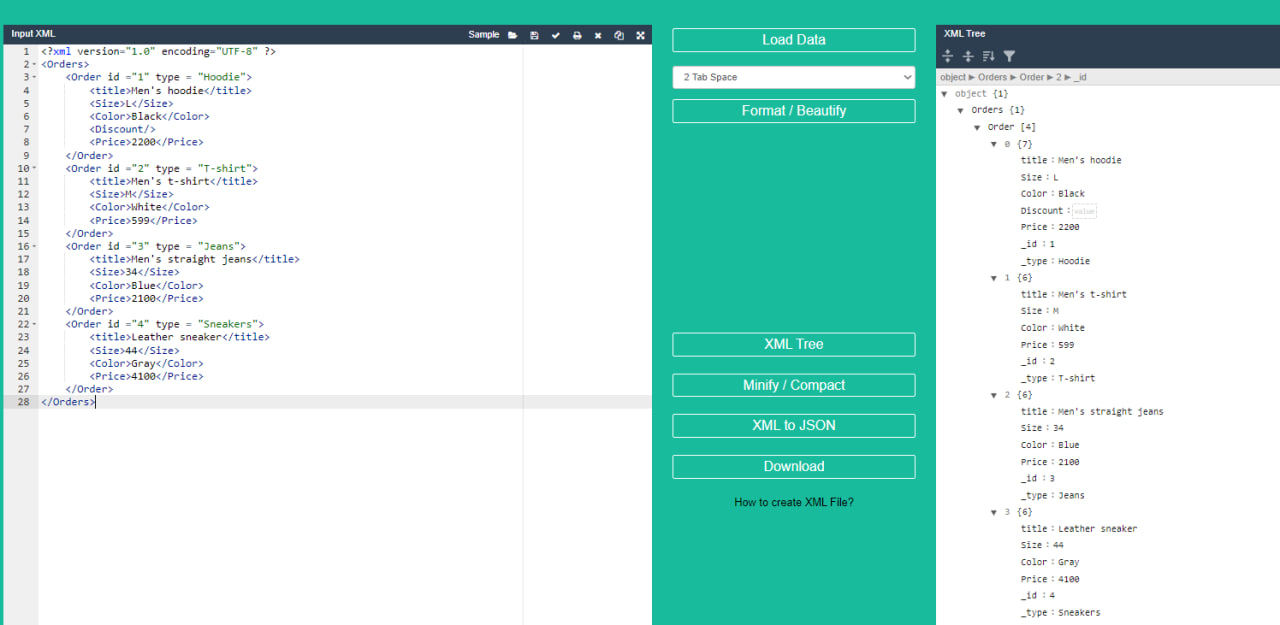 Input XML
Sample
1 <?xml version="1.0" encoding="UTF-8" ?>
2 <Orders>
3 <Order id ="1" type = "Hoodie">
4 <title>Men's hoodie</title>
5 <Size>L</Size>
6 <Color>Black</Color>
7 <Discount/>
8 <Price>2200</Price>
9 </Order>
10 <Order id ="2" type = "T-shirt">
11 <title>Men's t-shirt</title>
12 <Size>M</Size>
13 <Color>White</Color>
14 <Price>599</Price>
15 </Order>
16 <Order id ="3" type = "Jeans">
17 <title>Men's straight jeans</title>
18 <Size>34</Size>
19 <Color>Blue</Color>
20 <Price>2100</Price>
21 </Order>
22 <Order id ="4" type = "Sneakers">
23 <title>Leather sneaker</title>
24 <Size>44</Size>
25 <Color>Gray</Color>
26 <Price>4100</Price>
27 </Order>
28 </Orders>
Load Data
2 Tab Space
Format / Beautify
XML Tree
Minify / Compact
XML to JSON
Download
How to create XML File?
XML Tree
object ▶ Orders ▶ Order ▶ 2 ▶ _id
object {1}
Orders {1}
Order [4]
0 {7}
title : Men's hoodie
Size : L
Color : Black
Discount : value
Price : 2200
_id : 1
_type : Hoodie
1 {6}
title : Men's t-shirt
Size : M
Color : White
Price : 599
_id : 2
_type : T-shirt
2 {6}
title : Men's straight jeans
Size : 34
Color : Blue
Price : 2100
_id : 3
_type : Jeans
3 {6}
title : Leather sneaker
Size : 44
Color : Gray
Price : 4100
_id : 4
_type : Sneakers